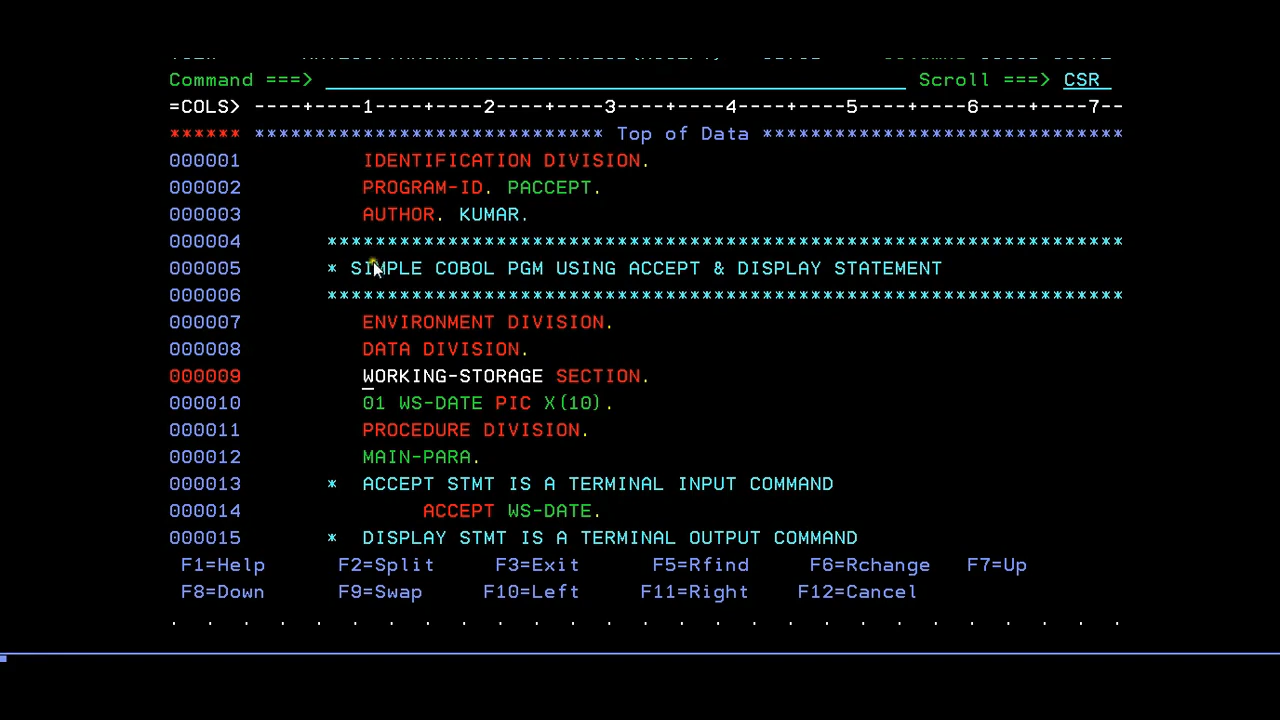 Command ===> Scroll ===> CSR
=COLS> ----+----1----+----2----+----3----+----4----+----5----+----6----+----7--
****** ***************************** Top of Data ******************************
000001 IDENTIFICATION DIVISION.
000002 PROGRAM-ID. PACCEPT.
000003 AUTHOR. KUMAR.
000004 ******************************************************************
000005 * SIMPLE COBOL PGM USING ACCEPT & DISPLAY STATEMENT
000006 ******************************************************************
000007 ENVIRONMENT DIVISION.
000008 DATA DIVISION.
000009 WORKING-STORAGE SECTION.
000010 01 WS-DATE PIC X(10).
000011 PROCEDURE DIVISION.
000012 MAIN-PARA.
000013 * ACCEPT STMT IS A TERMINAL INPUT COMMAND
000014 ACCEPT WS-DATE.
000015 * DISPLAY STMT IS A TERMINAL OUTPUT COMMAND
F1=Help F2=Split F3=Exit F5=Rfind F6=Rchange F7=Up
F8=Down F9=Swap F10=Left F11=Right F12=Cancel
. . . . . . . . . . . . . . . . . . . . . . . . . . .